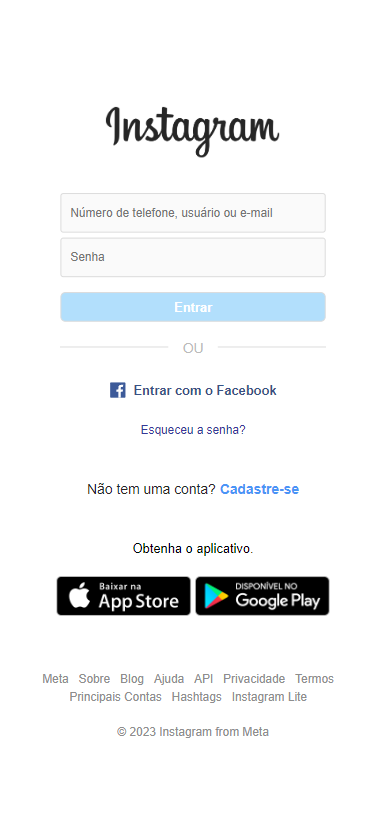 Instagram
Número de telefone, usuário ou e-mail
Senha
Entrar
OU
Entrar com o Facebook
Esqueceu a senha?
Não tem uma conta? Cadastre-se
Obtenha o aplicativo.
Baixar na
App Store
DISPONÍVEL NO
Google Play
Meta Sobre Blog Ajuda API Privacidade Termos
Principais Contas Hashtags Instagram Lite
© 2023 Instagram from Meta